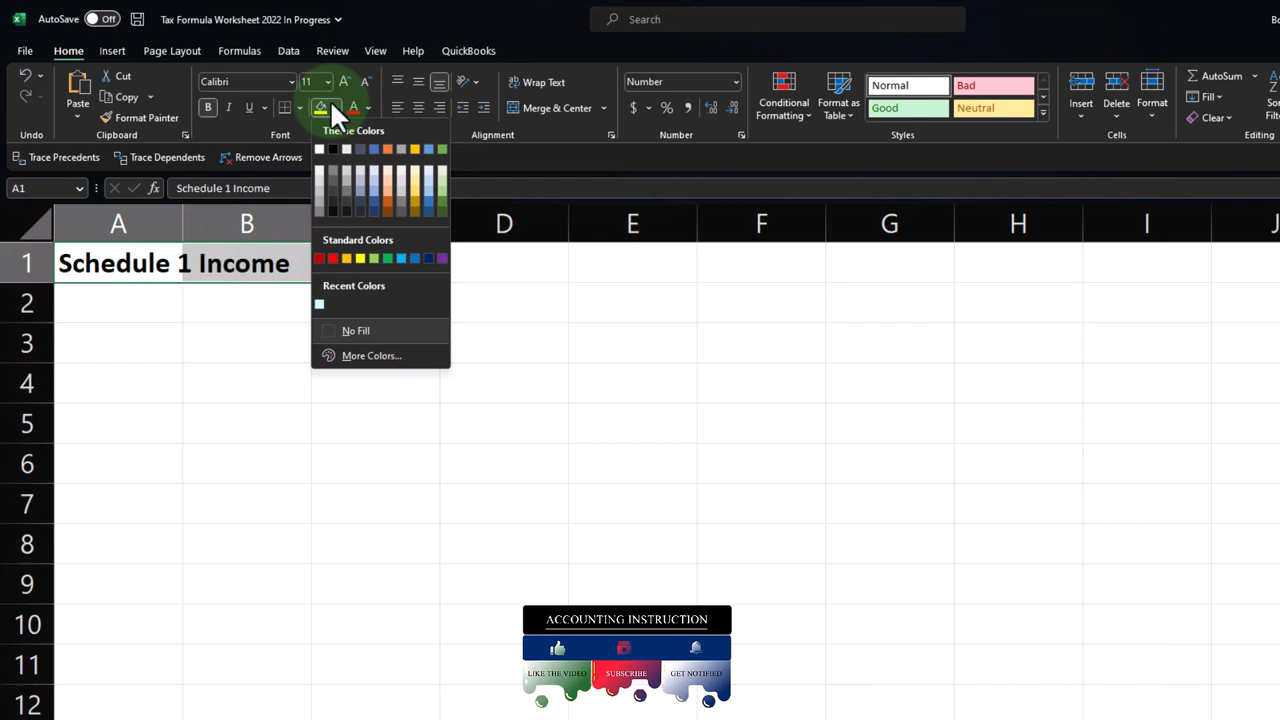 AutoSave Off Tax Formula Worksheet 2022 In Progress Search
File Home Insert Page Layout Formulas Data Review View Help QuickBooks
Paste Cut Copy Format Painter
Calibri 11 B I U A
Wrap Text
Merge & Center
Number $ % ,
Conditional Formatting
Format as Table
Normal Bad
Good Neutral
Insert Delete Format
AutoSum
Fill
Clear
Undo Clipboard Font Alignment Number Styles Cells
Trace Precedents Trace Dependents Remove Arrows
Theme Colors
Standard Colors
Recent Colors
No Fill
More Colors...
A1 fx Schedule 1 Income
A B D E F G H I J
1 Schedule 1 Income
2
3
4
5
6
7
8
9
10
11
12
ACCOUNTING INSTRUCTION
LIKE THE VIDEO SUBSCRIBE GET NOTIFIED